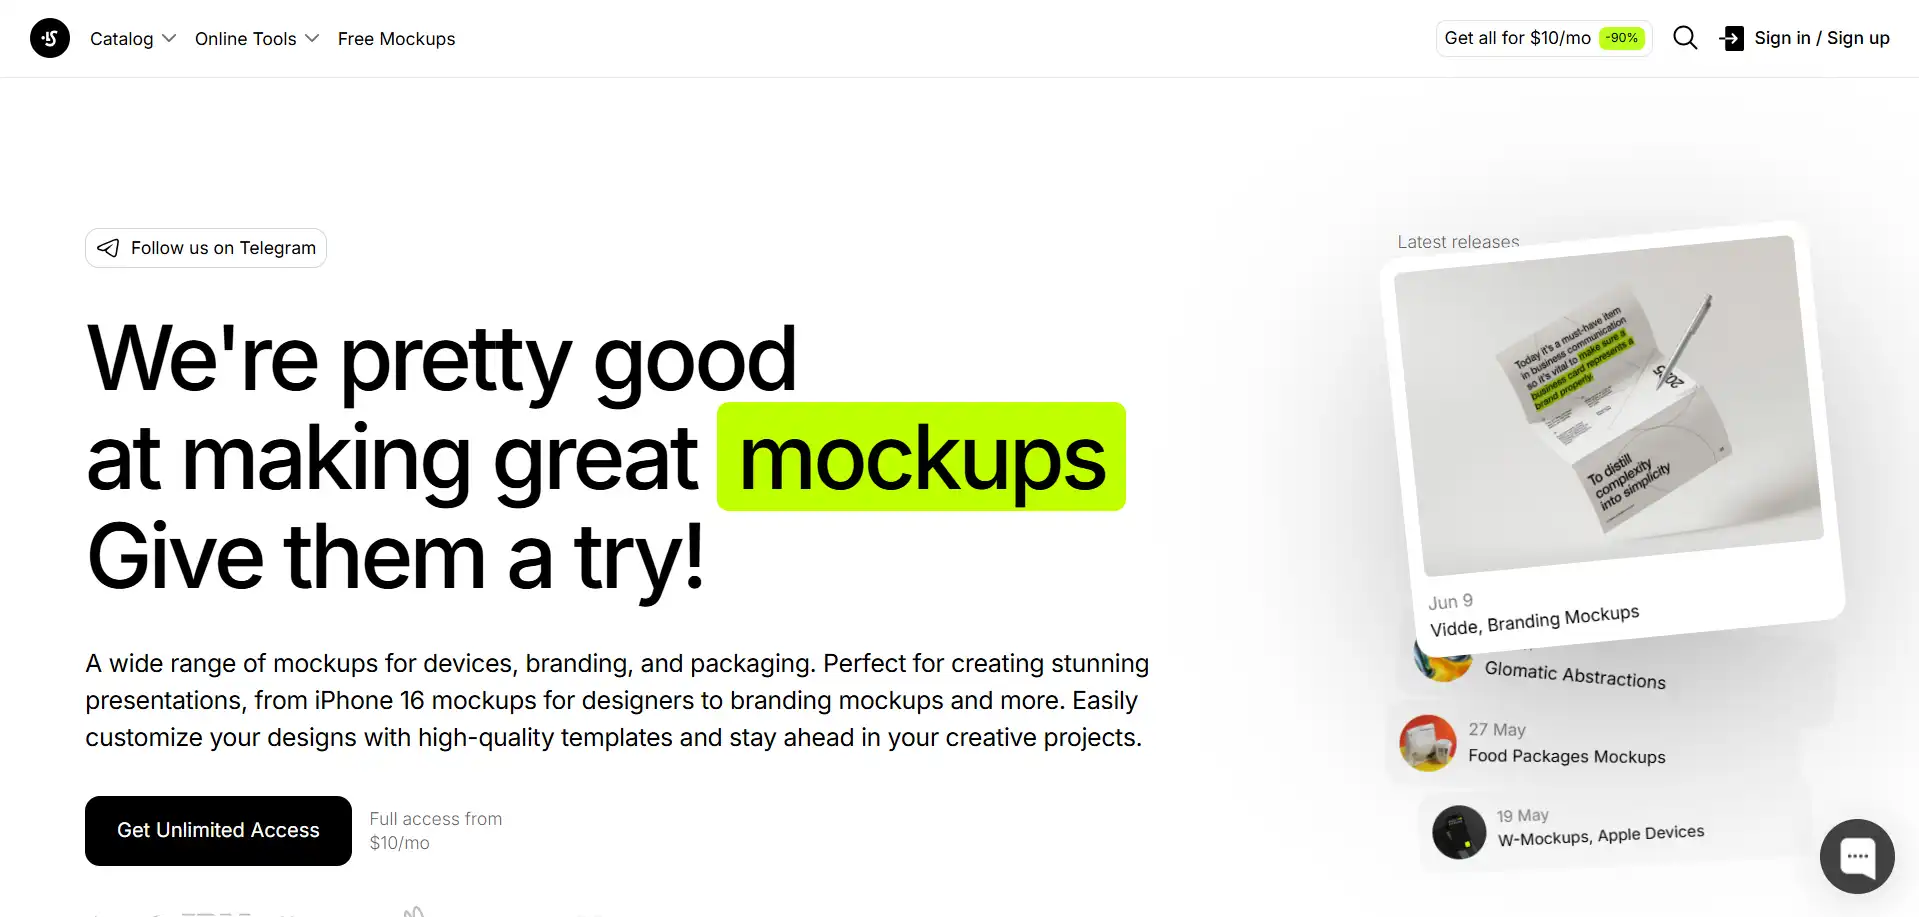 Catalog
Online Tools
Free Mockups
Get all for $10/mo
-90%
Sign in / Sign up
Follow us on Telegram
We're pretty good
at making great mockups
Give them a try!
A wide range of mockups for devices, branding, and packaging. Perfect for creating stunning
presentations, from iPhone 16 mockups for designers to branding mockups and more. Easily
customize your designs with high-quality templates and stay ahead in your creative projects.
Get Unlimited Access
Full access from
$10/mo
Latest releases
Today it's a must-have item
in business communication
so it's vital to make sure a
business card represents a
brand properly.
2025
To distill
complexity
into simplicity
Jun 9
Vidde, Branding Mockups
Glomatic Abstractions
27 May
Food Packages Mockups
19 May
W-Mockups, Apple Devices